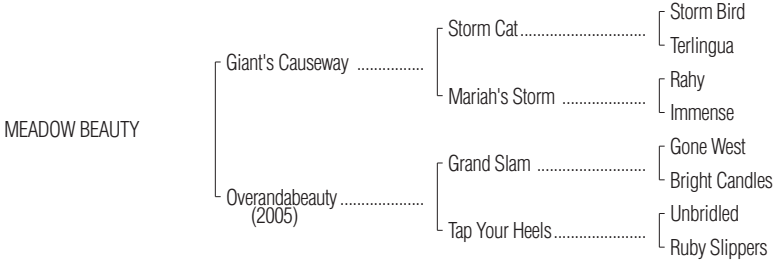 MEADOW BEAUTY
Giant's Causeway ................
Overandabeauty ....................
(2005)
Storm Cat..............................
Mariah's Storm ....................
Grand Slam ..........................
Tap Your Heels......................
Storm Bird
Terlingua
Rahy
Immense
Gone West
Bright Candles
Unbridled
Ruby Slippers